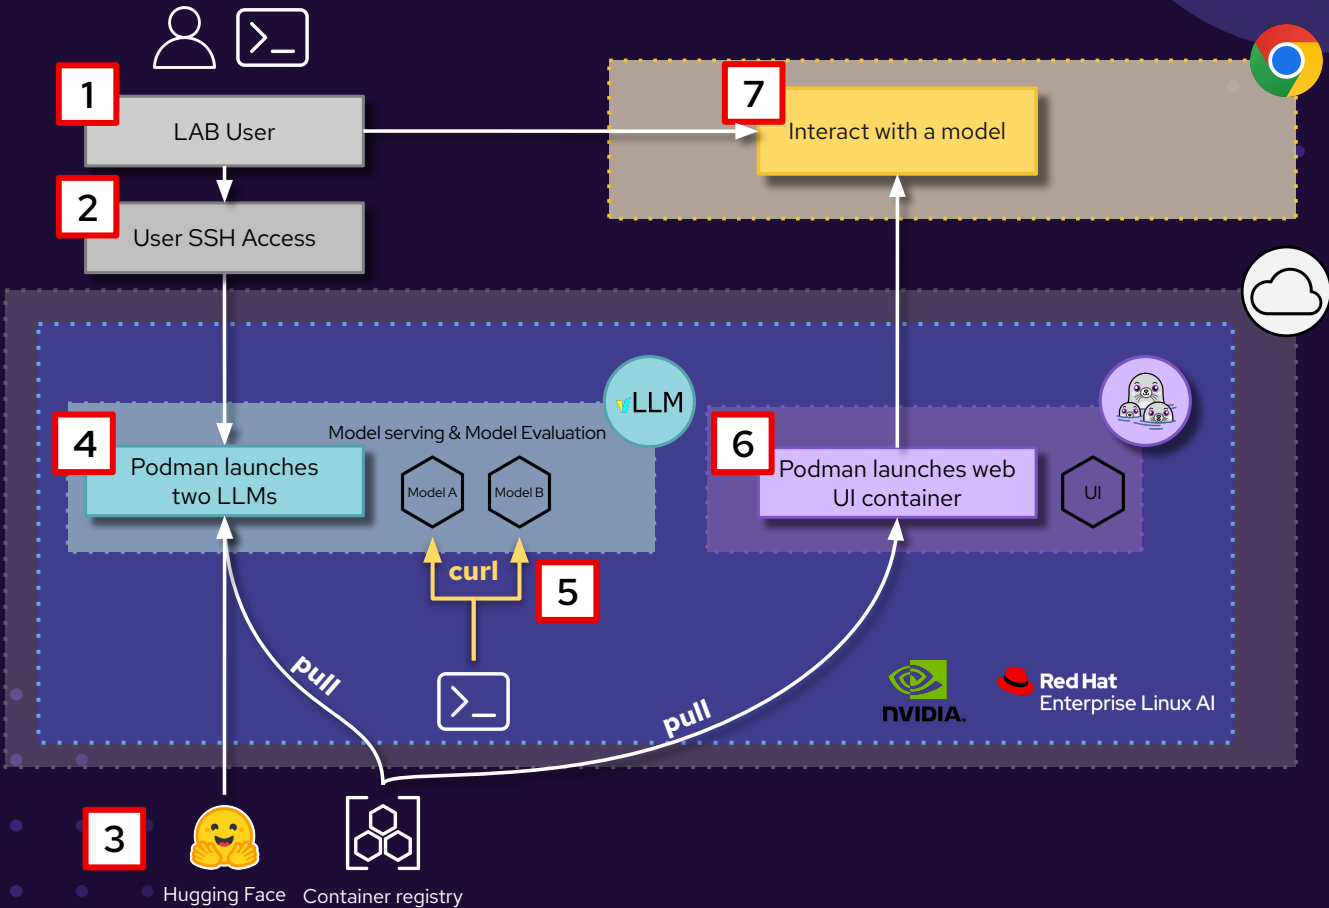 1
LAB User
7
Interact with a model
2
User SSH Access
vLLM
4
Model serving & Model Evaluation
Podman launches
two LLMs
Model A
Model B
6
Podman launches web
UI container
UI
curl
5
pull
pull
NVIDIA.
Red Hat
Enterprise Linux AI
3
Hugging Face
Container registry